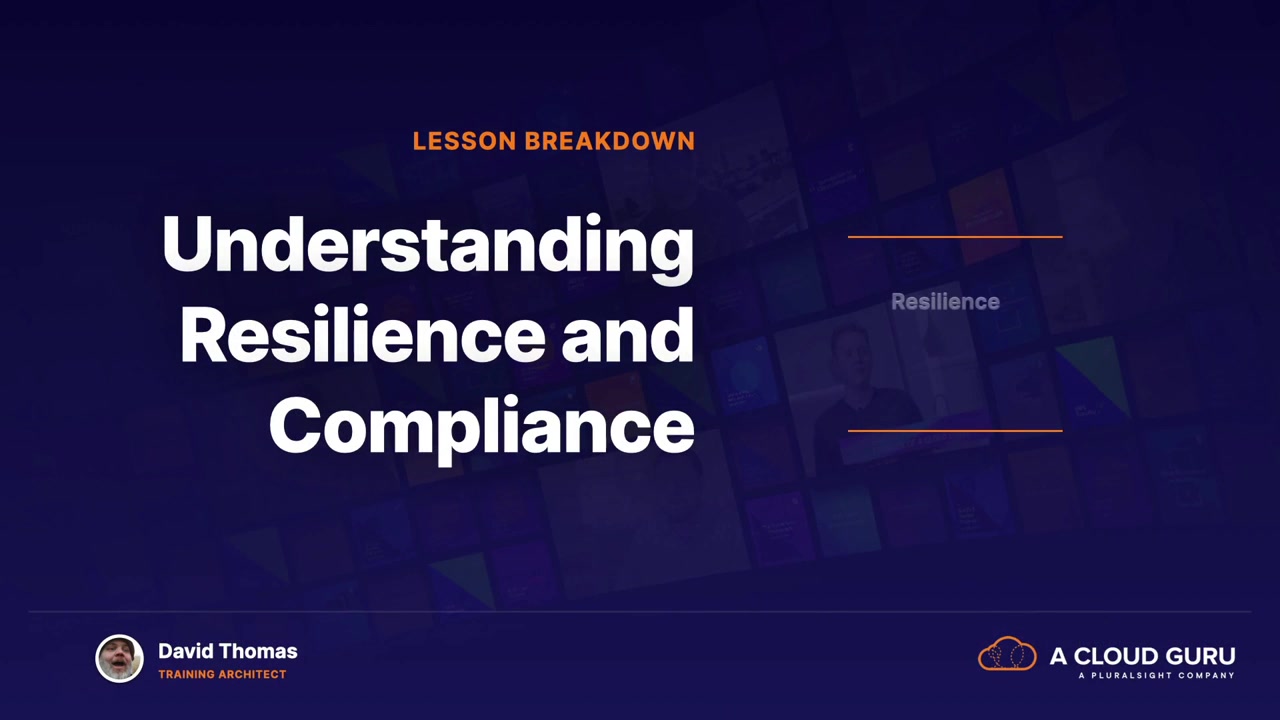 LESSON BREAKDOWN
Understanding
Resilience and
Compliance
Resilience
David Thomas
TRAINING ARCHITECT
A CLOUD GURU
A PLURALSIGHT COMPANY